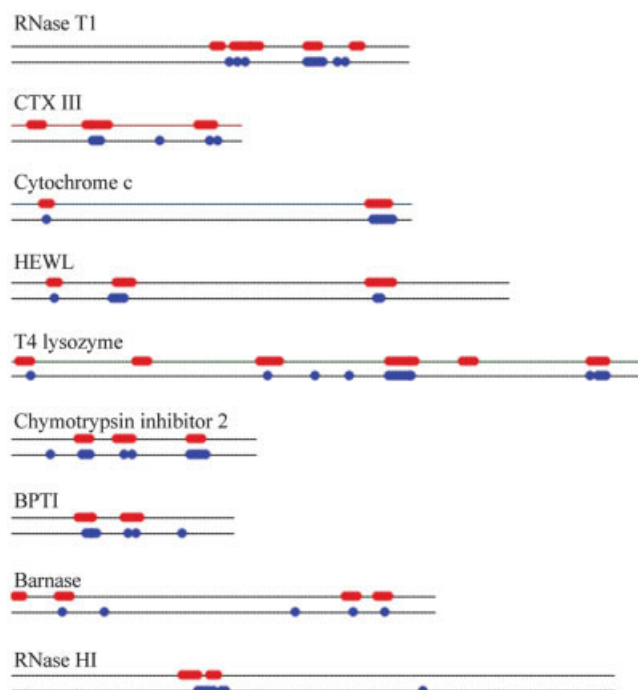 RNase T1
CTX III
Cytochrome c
HEWL
T4 lysozyme
Chymotrypsin inhibitor 2
BPTI
Barnase
RNase HI